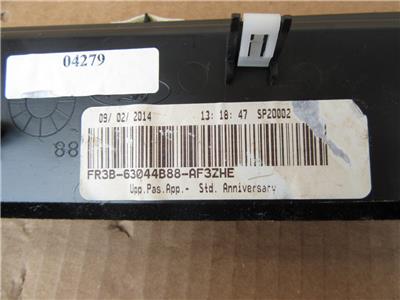 04279
09/02/2014 13:18:47 SP20002
88
FR3B-63044B88-AF3ZHE
Upp.Pas.App.- Std. Anniversary